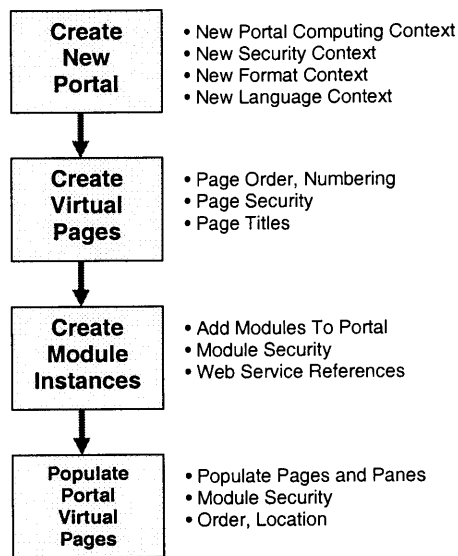 Create
New
Portal
• New Portal Computing Context
• New Security Context
• New Format Context
• New Language Context
Create
Virtual
Pages
• Page Order, Numbering
• Page Security
• Page Titles
Create
Module
Instances
• Add Modules To Portal
• Module Security
• Web Service References
Populate
Portal
Virtual
Pages
• Populate Pages and Panes
• Module Security
• Order, Location